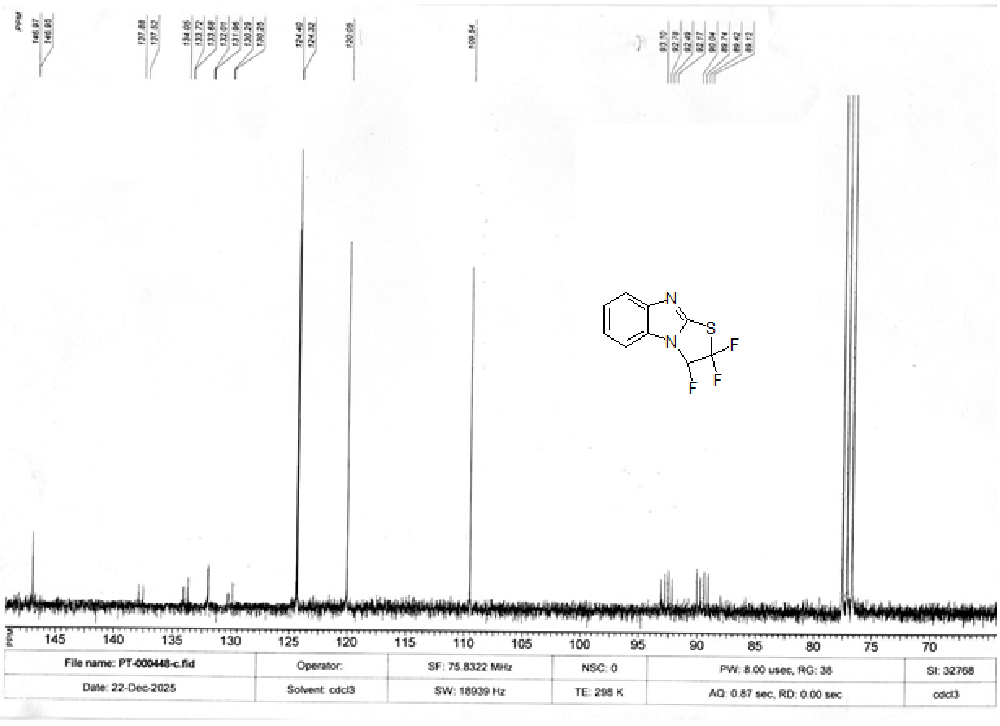 PPM
146.97
146.95
137.88
137.52
134.05
133.72
133.68
132.01
131.96
130.29
130.25
124.40
124.32
120.05
109.54
93.10
92.78
92.49
92.17
90.04
89.74
89.42
89.12
N
S
N
F
F
F
PPM 145 140 135 130 125 120 115 110 105 100 95 90 85 80 75 70
File name: PT-000448-c.fid Operator: SF: 75.8322 MHz NSC: 0 PW: 8.00 usec, RG: 38 SI: 32768
Date: 22-Dec-2025 Solvent: cdcl3 SW: 18939 Hz TE: 298 K AQ: 0.87 sec, RD: 0.00 sec cdcl3